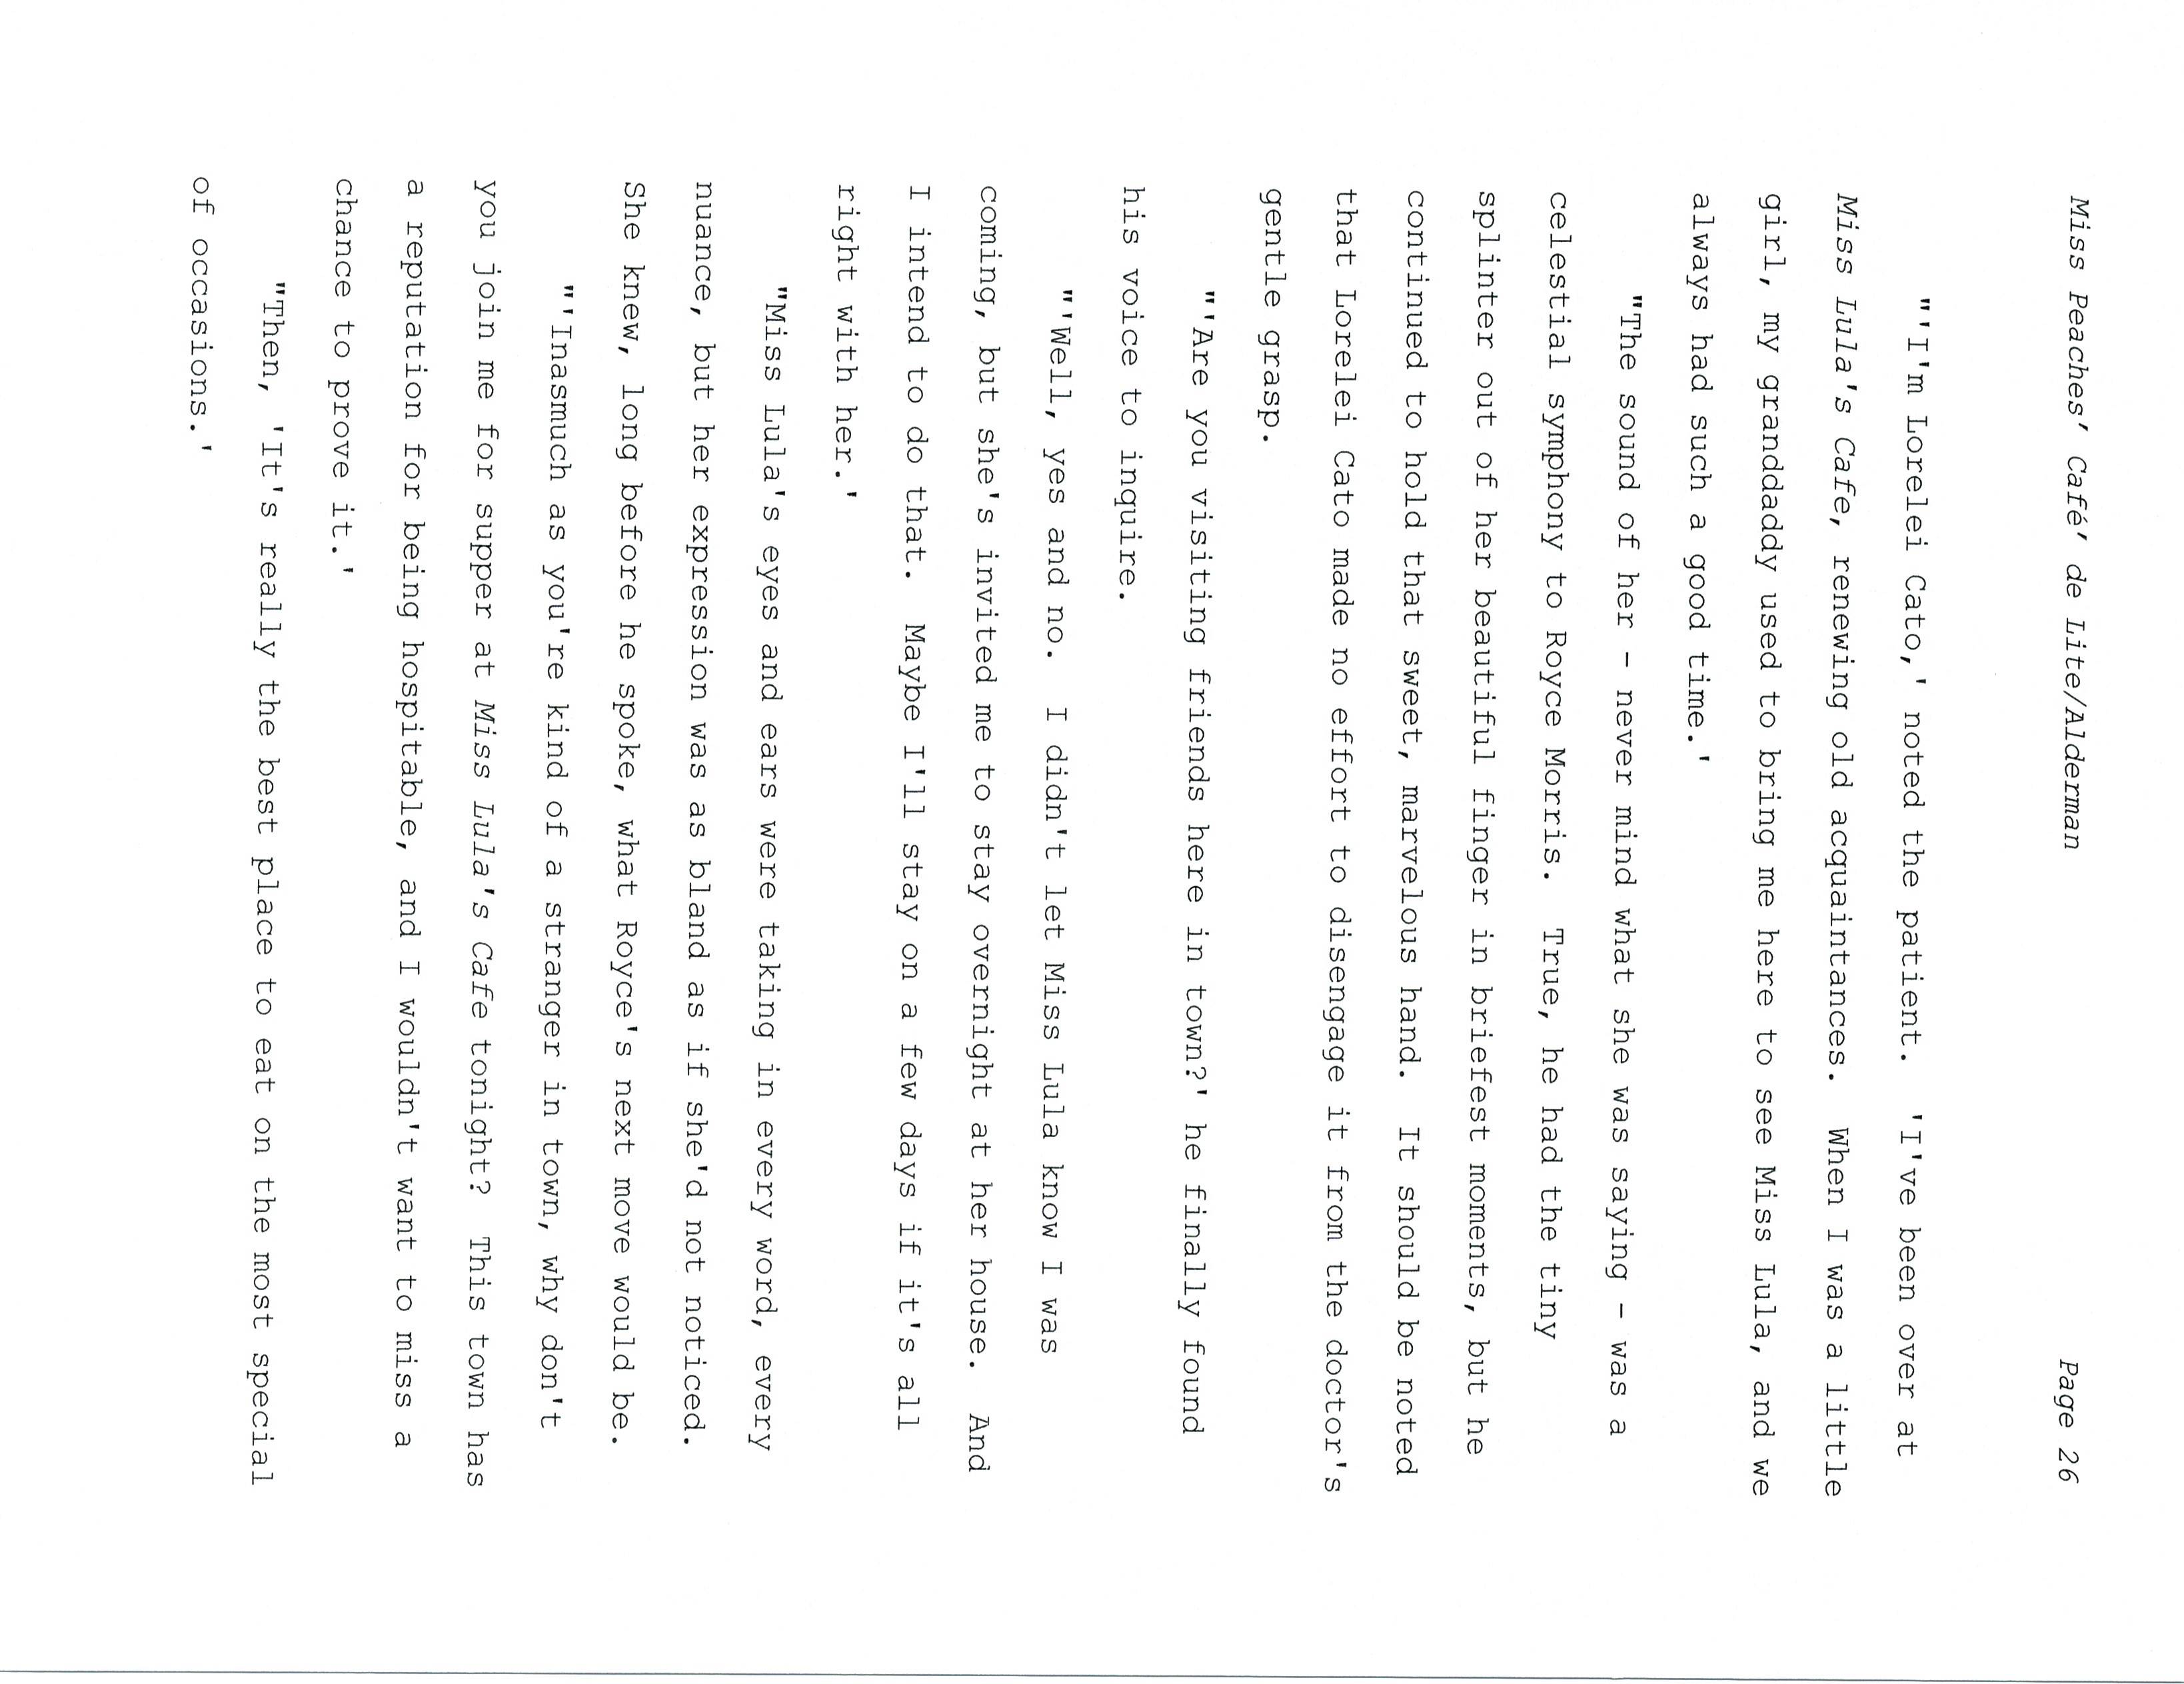 Miss Peaches' Café' de Lite/Alderman Page 26
"'I'm Lorelei Cato,' noted the patient.  'I've been over at
Miss Lula's Cafe, renewing old acquaintances.  When I was a little
girl, my granddaddy used to bring me here to see Miss Lula, and we
always had such a good time.'
"The sound of her – never mind what she was saying – was a
celestial symphony to Royce Morris.  True, he had the tiny
splinter out of her beautiful finger in briefest moments, but he
continued to hold that sweet, marvelous hand.  It should be noted
that Lorelei Cato made no effort to disengage it from the doctor's
gentle grasp.
"'Are you visiting friends here in town?' he finally found
his voice to inquire.
"'Well, yes and no.  I didn't let Miss Lula know I was
coming, but she's invited me to stay overnight at her house.  And
I intend to do that.  Maybe I'll stay on a few days if it's all
right with her.'
"Miss Lula's eyes and ears were taking in every word, every
nuance, but her expression was as bland as if she'd not noticed.
She knew, long before he spoke, what Royce's next move would be.
"'Inasmuch as you're kind of a stranger in town, why don't
you join me for supper at Miss Lula's Cafe tonight?  This town has
a reputation for being hospitable, and I wouldn't want to miss a
chance to prove it.'
"Then, 'It's really the best place to eat on the most special
of occasions.'